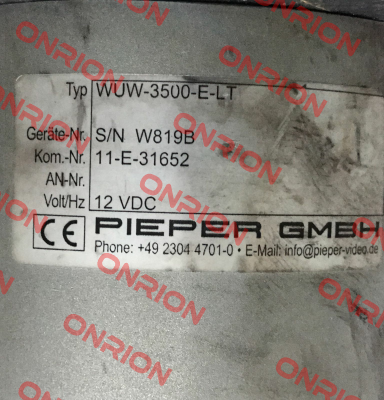 Typ WUW-3500-E-LT
Geräte-Nr. S/N W819B
Kom.-Nr. 11-E-31652
AN-Nr.
Volt/Hz 12 VDC
CE PIEPER GMBH
Phone: +49 2304 4701-0 • E-Mail: info@pieper-video.de
ONRION
ONRION
ONRION
ONRION
ONRION
ONRION
ONRION
ONRION
ONRION
ONRION